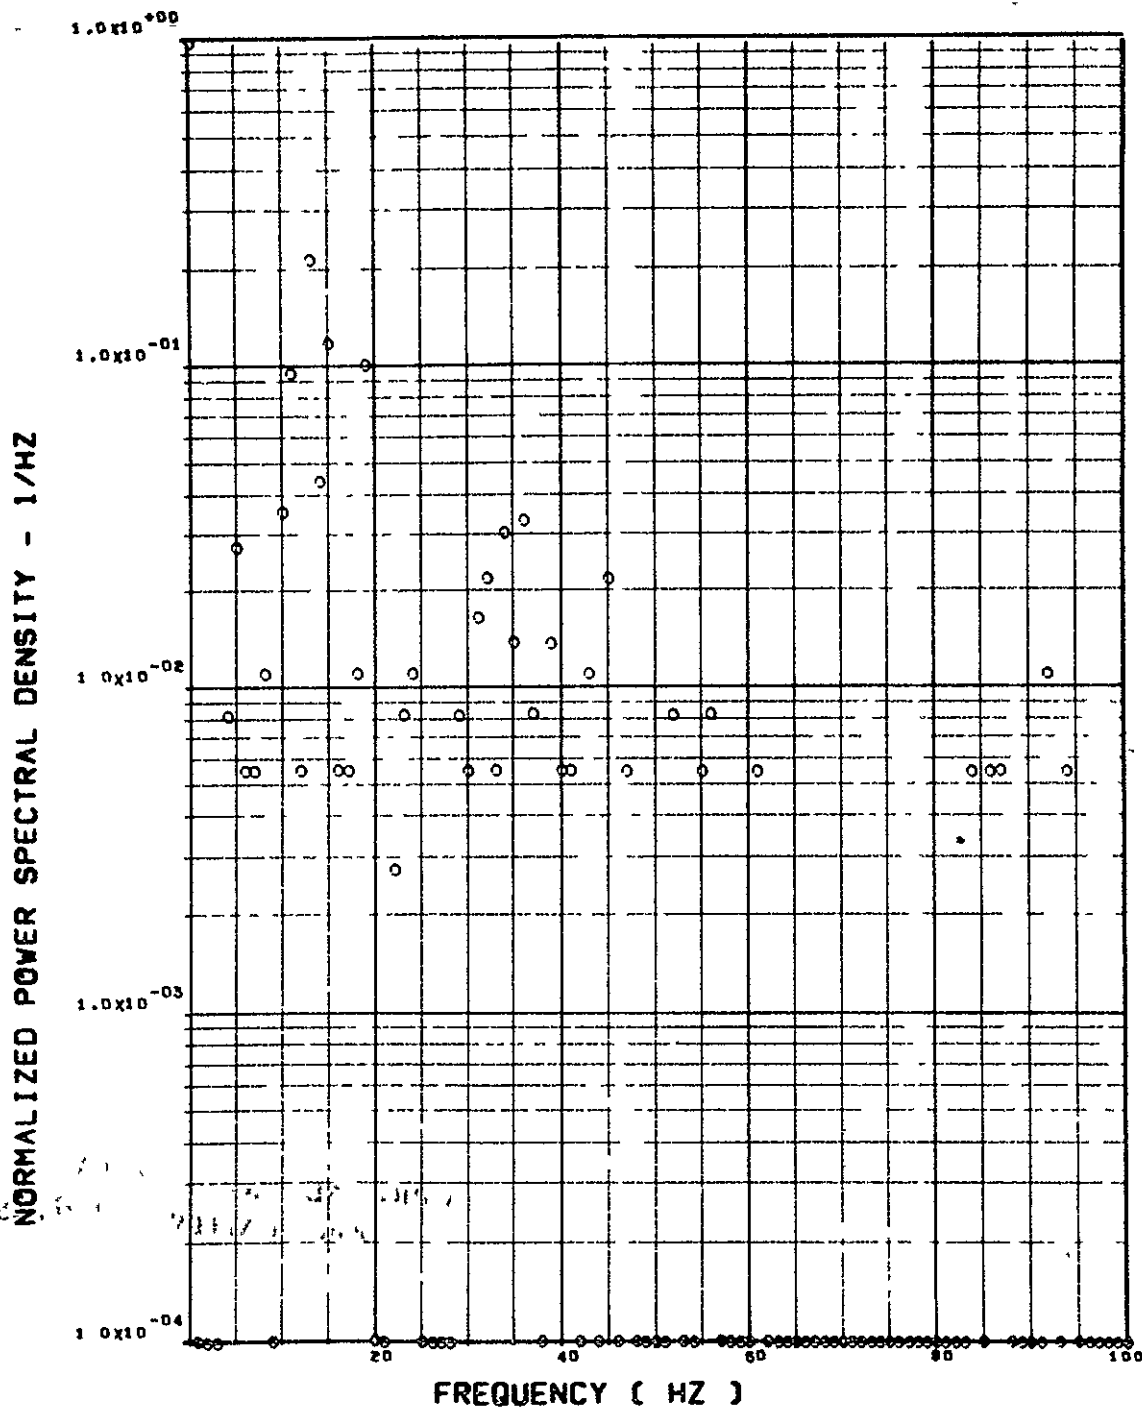 1.0x10+00
1.0x10-01
1 0x10-02
1.0x10-03
1 0x10-04
20 40 60 80 100
NORMALIZED POWER SPECTRAL DENSITY - 1/HZ
FREQUENCY ( HZ )